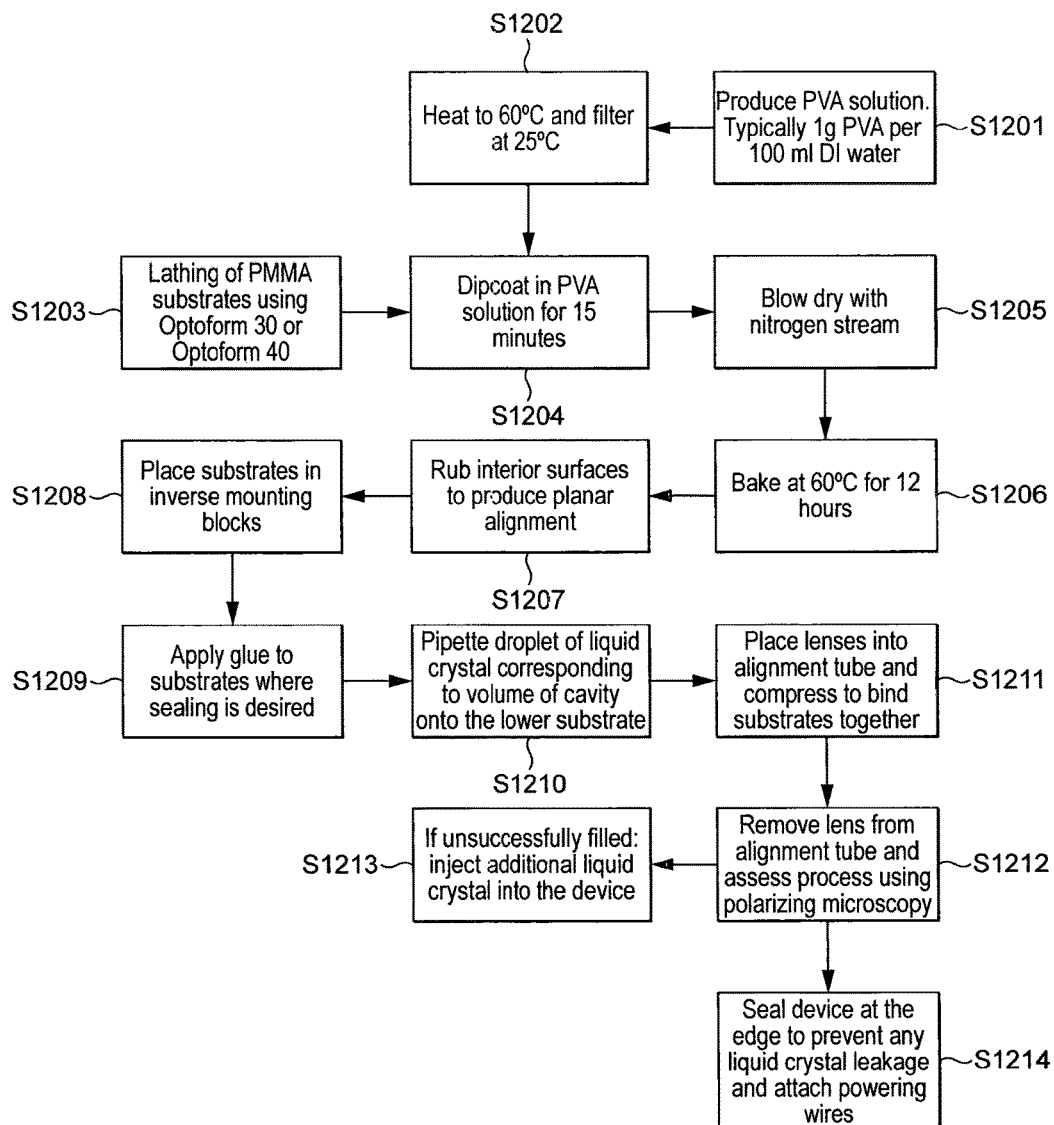 S1202
Heat to 60ºC and filter
at 25ºC
Produce PVA solution.
Typically 1g PVA per
100 ml DI water
S1201
S1203
Lathing of PMMA
substrates using
Optoform 30 or
Optoform 40
Dipcoat in PVA
solution for 15
minutes
S1204
Blow dry with
nitrogen stream
S1205
S1208
Place substrates in
inverse mounting
blocks
Rub interior surfaces
to produce planar
alignment
S1207
Bake at 60ºC for 12
hours
S1206
S1209
Apply glue to
substrates where
sealing is desired
Pipette droplet of liquid
crystal corresponding
to volume of cavity
onto the lower substrate
S1210
Place lenses into
alignment tube and
compress to bind
substrates together
S1211
S1213
If unsuccessfully filled:
inject additional liquid
crystal into the device
Remove lens from
alignment tube and
assess process using
polarizing microscopy
S1212
Seal device at the
edge to prevent any
liquid crystal leakage
and attach powering
wires
S1214